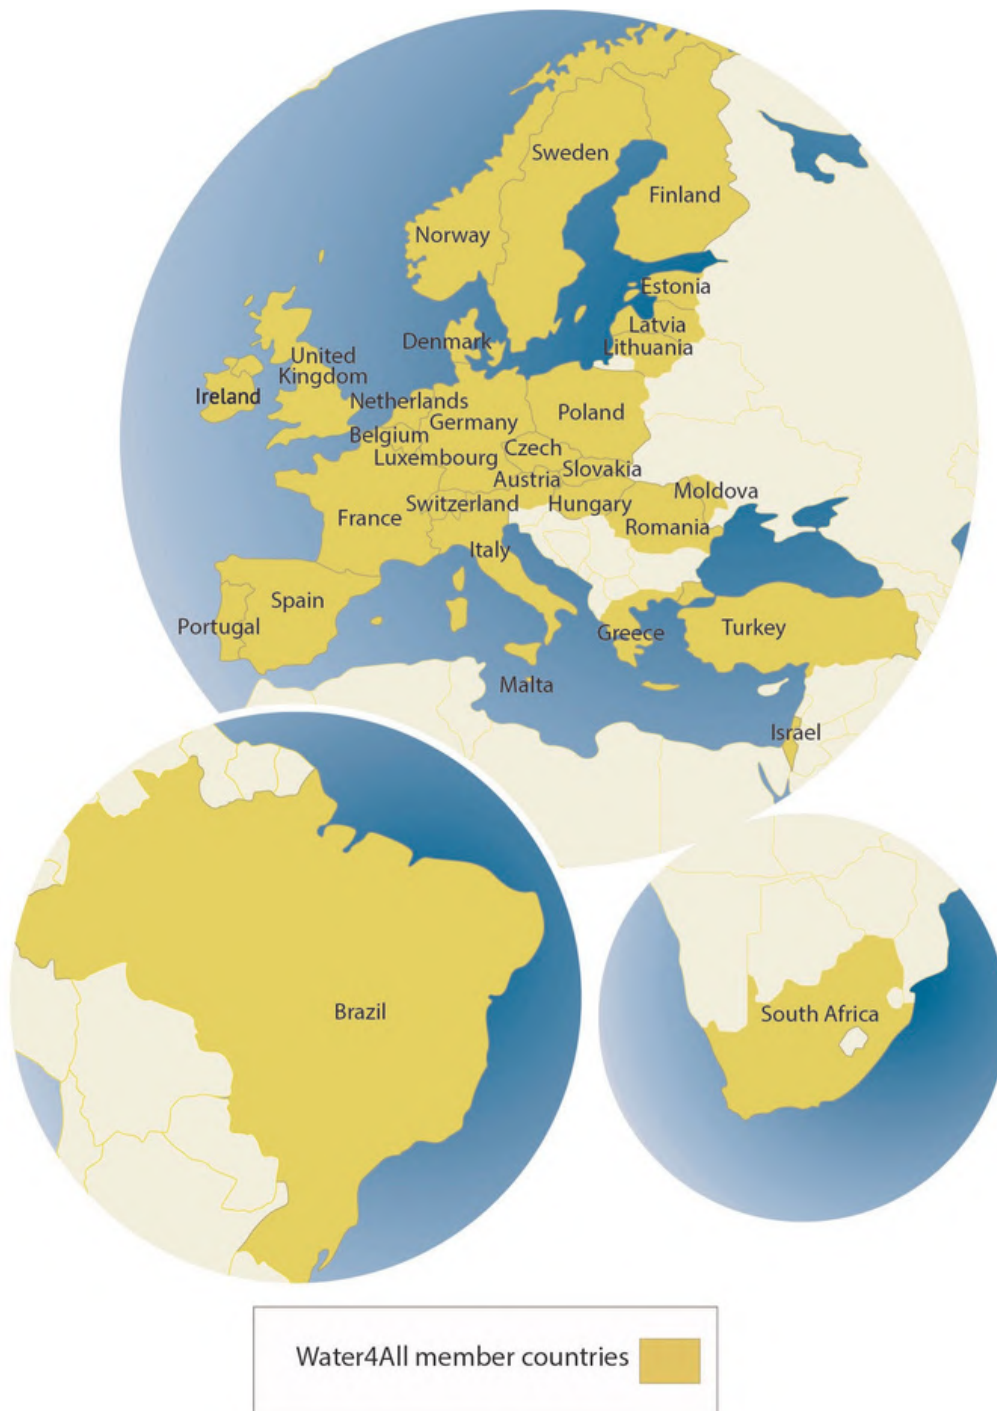 Sweden
Finland
Norway
Estonia
Latvia
Denmark
Lithuania
United
Kingdom
Ireland
Netherlands
Poland
Germany
Belgium
Czech
Luxembourg
Slovakia
Austria
Moldova
Switzerland
Hungary
France
Romania
Italy
Spain
Portugal
Greece
Turkey
Malta
Israel
Brazil
South Africa
Water4All member countries